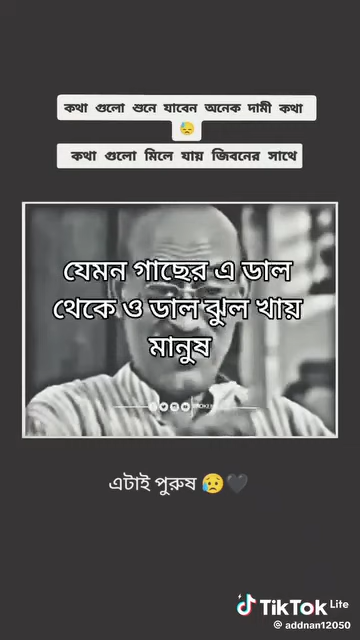 কথা গুলো শুনে যাবেন অনেক দামী কথা
😓
কথা গুলো মিলে যায় জিবনের সাথে
যেমন গাছের এ ডাল
থেকে ও ডাল ঝুল খায়
মানুষ
এটাই পুরুষ 😥🖤
TikTok Lite
@ addnan12050